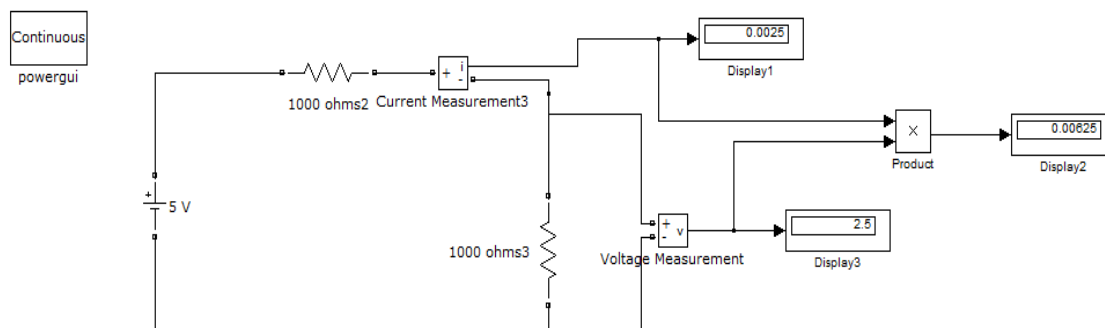 Continuous
powergui
1000 ohms2
i
+
-
Current Measurement3
0.0025
Display1
X
Product
0.00625
Display2
+
5 V
1000 ohms3
+
-
v
Voltage Measurement
2.5
Display3